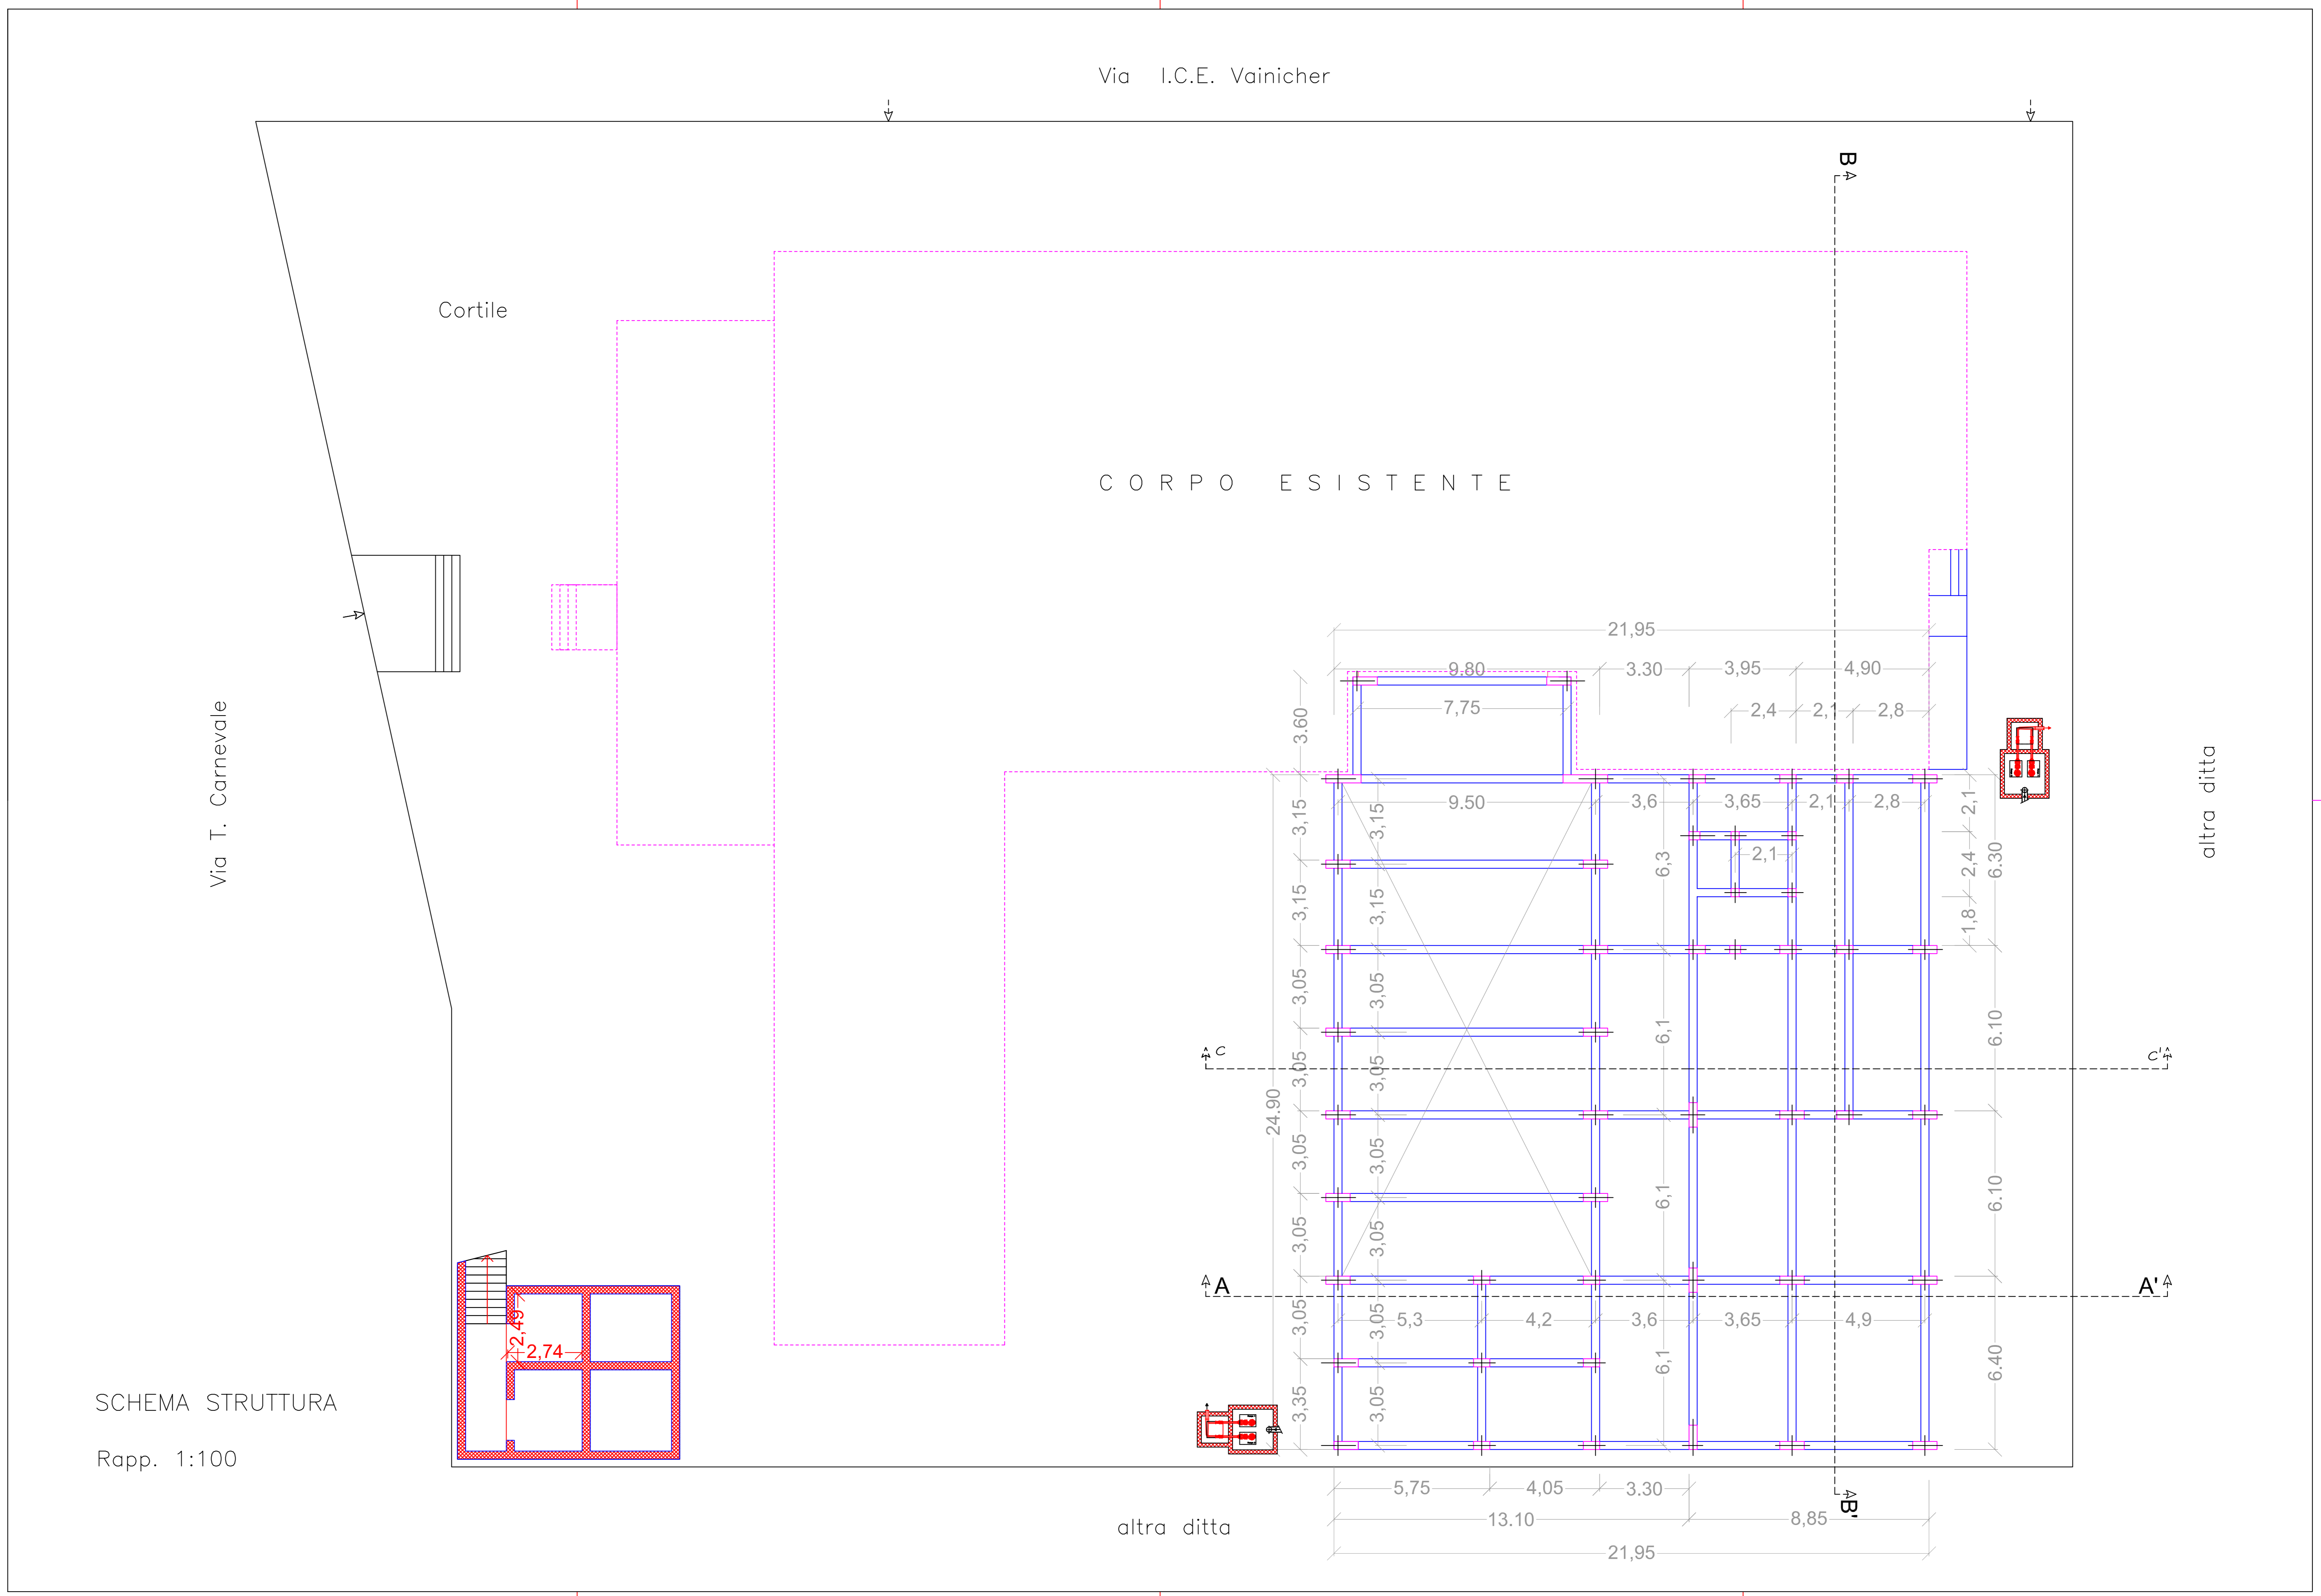 Via I.C.E. Vainicher
B
Cortile
CORPO ESISTENTE
21,95
9.80 3.30 3,95 4,90
7,75 2,4 2,1 2,8
3.60
Via T. Carnevale
altra ditta
9.50 3,6 3,65 2,1 2,8
3,15 3,15 2,1
2,1 6,3 2,4 6.30
3,15 3,15 1,8
3,05 3,05 6,1 6.10
C C'
3,05 3,05
24.90
3,05 3,05 6,1 6.10
3,05 3,05
A A'
5,3 4,2 3,6 3,65 4,9
3,05 3,05
2,49
2,74
6,1 6.40
3,35 3,05
SCHEMA STRUTTURA
Rapp. 1:100
5,75 4,05 3.30
B'
13.10 8,85
altra ditta
21,95